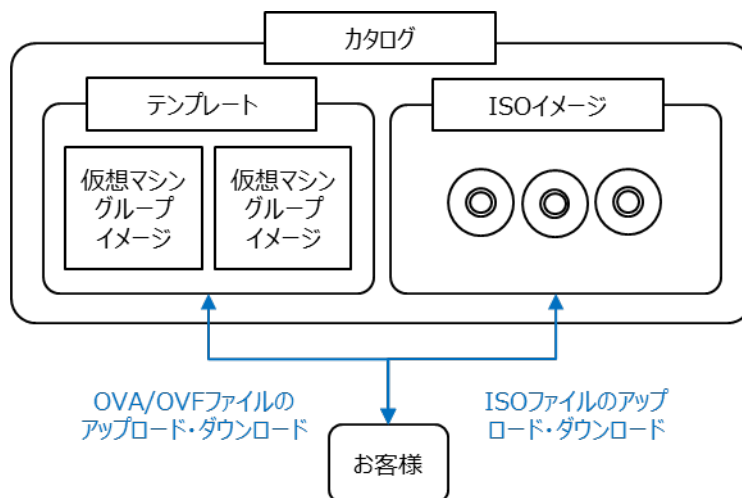 カタログ
テンプレート
ISOイメージ
仮想マシン
グループ
イメージ
仮想マシン
グループ
イメージ
OVA/OVFファイルの
アップロード・ダウンロード
ISOファイルのアップ
ロード・ダウンロード
お客様